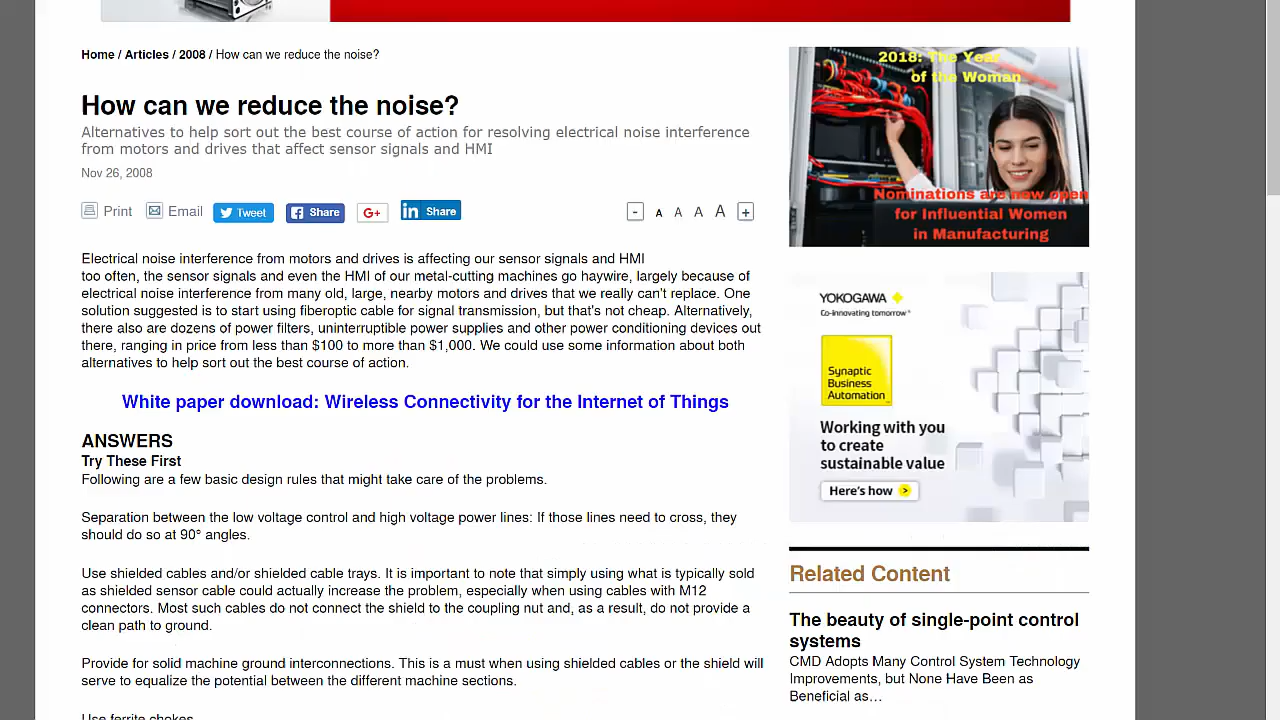 Home / Articles / 2008 / How can we reduce the noise?
How can we reduce the noise?
Alternatives to help sort out the best course of action for resolving electrical noise interference
from motors and drives that affect sensor signals and HMI
Nov 26, 2008
Print Email Tweet Share G+ in Share - A A A A +
Electrical noise interference from motors and drives is affecting our sensor signals and HMI
too often, the sensor signals and even the HMI of our metal-cutting machines go haywire, largely because of
electrical noise interference from many old, large, nearby motors and drives that we really can't replace. One
solution suggested is to start using fiberoptic cable for signal transmission, but that's not cheap. Alternatively,
there also are dozens of power filters, uninterruptible power supplies and other power conditioning devices out
there, ranging in price from less than $100 to more than $1,000. We could use some information about both
alternatives to help sort out the best course of action.
White paper download: Wireless Connectivity for the Internet of Things
ANSWERS
Try These First
Following are a few basic design rules that might take care of the problems.
Separation between the low voltage control and high voltage power lines: If those lines need to cross, they
should do so at 90° angles.
Use shielded cables and/or shielded cable trays. It is important to note that simply using what is typically sold
as shielded sensor cable could actually increase the problem, especially when using cables with M12
connectors. Most such cables do not connect the shield to the coupling nut and, as a result, do not provide a
clean path to ground.
Provide for solid machine ground interconnections. This is a must when using shielded cables or the shield will
serve to equalize the potential between the different machine sections.
Use ferrite chokes
2018: The Year
of the Woman
Nominations are now open
for Influential Women
in Manufacturing
YOKOGAWA
Co-innovating tomorrow®
Synaptic
Business
Automation
Working with you
to create
sustainable value
Here's how >
Related Content
The beauty of single-point control
systems
CMD Adopts Many Control System Technology
Improvements, but None Have Been as
Beneficial as…